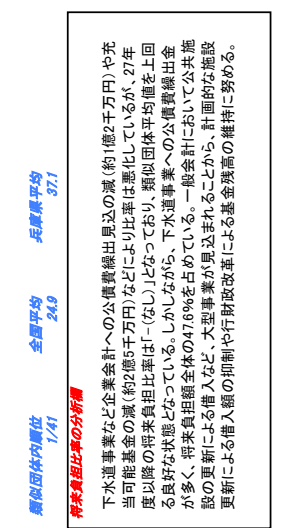 類似団体内順位 全国平均 兵庫県平均
1/41 24.9 37.1
将来負担比率の分析欄
下水道事業など企業会計への公債費繰出見込の減(約1億2千万円)や充
当可能基金の減(約2億5千万円)などにより比率は悪化しているが、27年
度以降の将来負担比率は「-(なし)」となっており、類似団体平均値を上回
る良好な状態となっている。しかしながら、下水道事業への公債費繰出金
が多く、将来負担額全体の47.6%を占めている。一般会計において公共施
設の更新による借入など、大型事業が見込まれることから、計画的な施設
更新による借入額の抑制や行財政改革による基金残高の維持に努める。